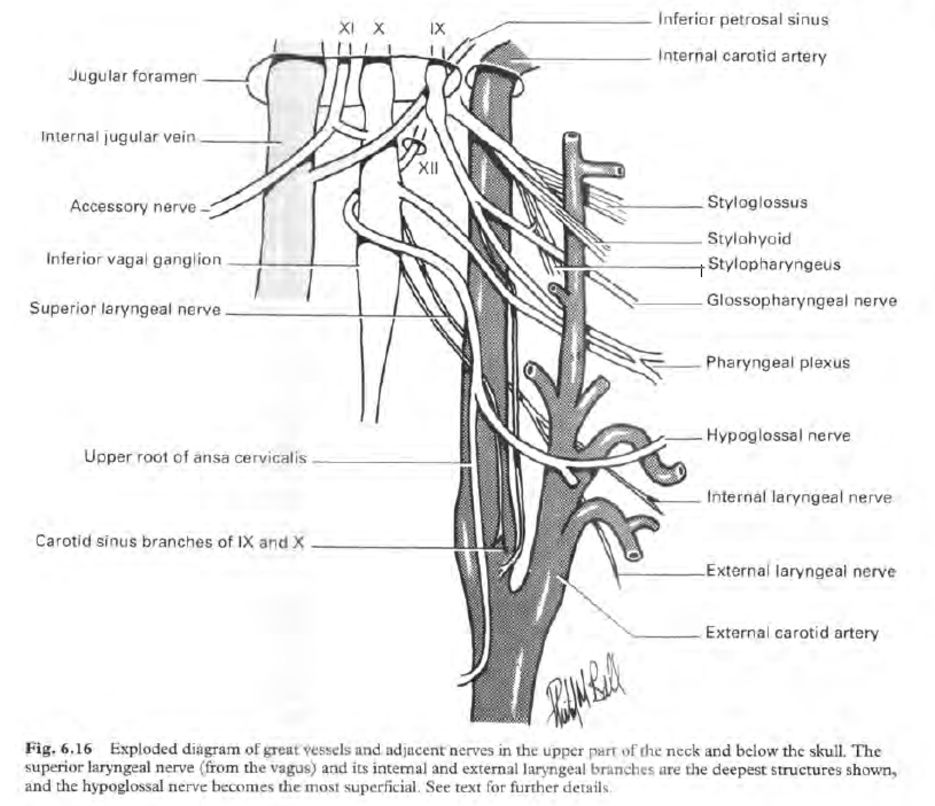 XI X IX
Inferior petrosal sinus
Internal carotid artery
Jugular foramen
Internal jugular vein
XII
Accessory nerve
Styloglossus
Stylohyoid
Inferior vagal ganglion
Stylopharyngeus
Superior laryngeal nerve
Glossopharyngeal nerve
Pharyngeal plexus
Hypoglossal nerve
Upper root of ansa cervicalis
Internal laryngeal nerve
Carotid sinus branches of IX and X
External laryngeal nerve
External carotid artery
Fig. 6.16 Exploded diagram of great vessels and adjacent nerves in the upper part of the neck and below the skull. The
superior laryngeal nerve (from the vagus) and its internal and external laryngeal branches are the deepest structures shown,
and the hypoglossal nerve becomes the most superficial. See text for further details.